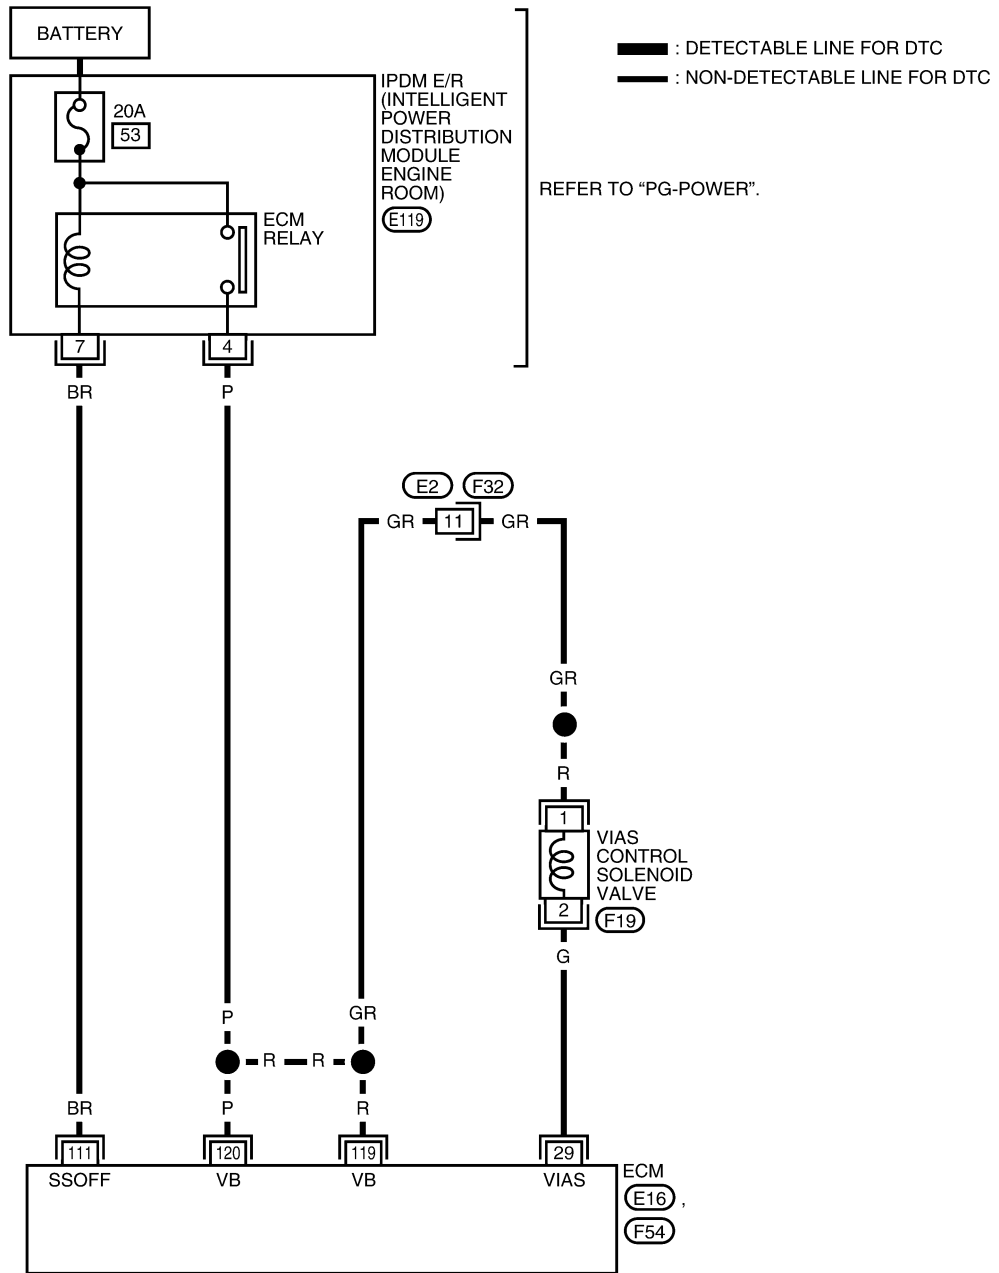 BATTERY
: DETECTABLE LINE FOR DTC
: NON-DETECTABLE LINE FOR DTC
IPDM E/R
(INTELLIGENT
POWER
DISTRIBUTION
MODULE
ENGINE
ROOM)
E119
20A
53
REFER TO “PG-POWER”.
ECM
RELAY
7
4
BR
P
E2
F32
GR
11
GR
GR
R
1
VIAS
CONTROL
SOLENOID
VALVE
2
F19
G
P
GR
R
R
BR
P
R
111
120
119
29
SSOFF
VB
VB
VIAS
ECM
E16 ,
F54